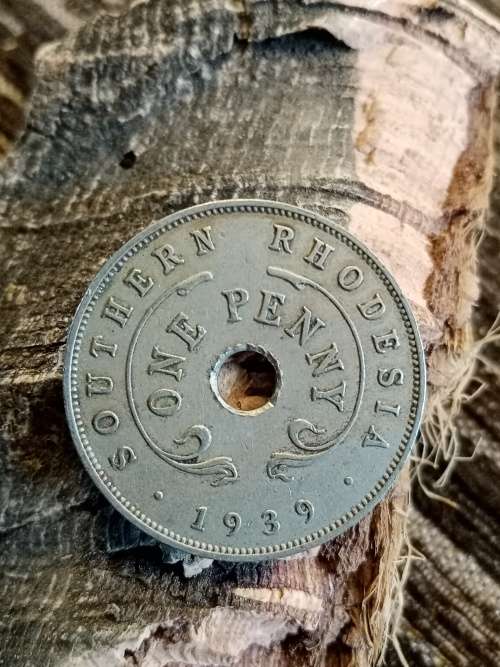 SOUTHERN RHODESIA
ONE PENNY
· 1939 ·